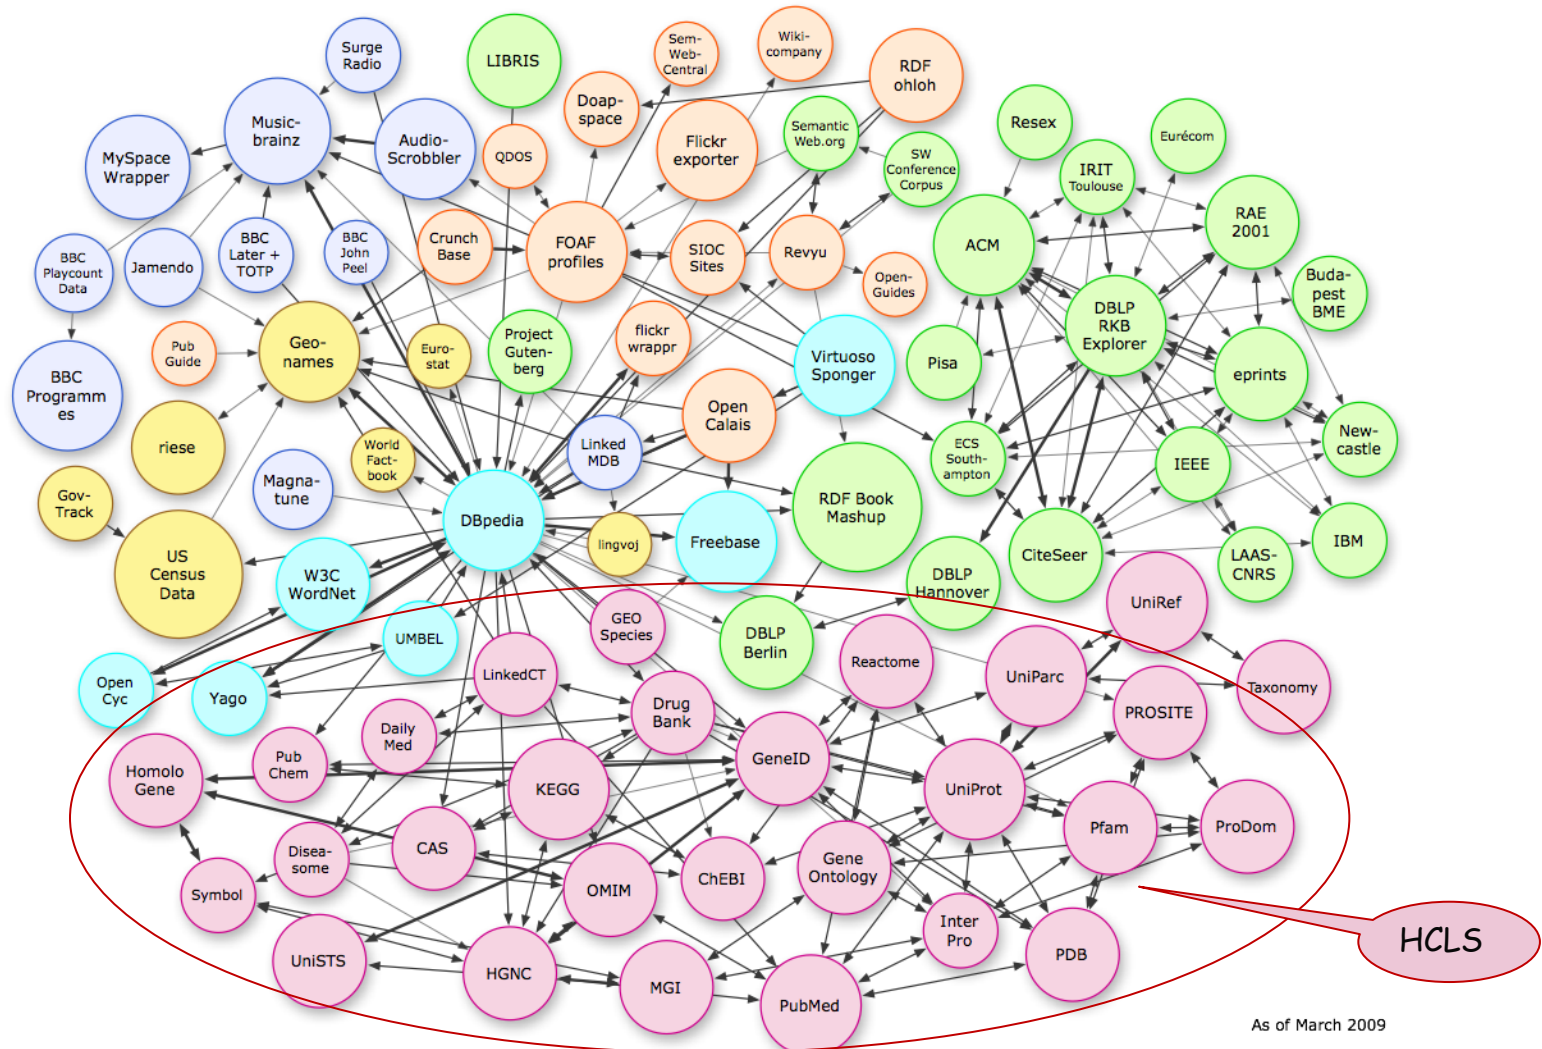 Surge
Radio
LIBRIS
Sem-
Web-
Central
Wiki-
company
RDF
ohloh
Doap-
space
Music-
brainz
Audio-
Scrobbler
MySpace
Wrapper
QDOS
Flickr
exporter
Semantic
Web.org
SW
Conference
Corpus
Resex
Eurécom
IRIT
Toulouse
RAE
2001
ACM
BBC
Playcount
Data
Jamendo
BBC
Later +
TOTP
BBC
John
Peel
Crunch
Base
FOAF
profiles
SIOC
Sites
Revyu
Open-
Guides
DBLP
RKB
Explorer
Buda-
pest
BME
Pub
Guide
Geo-
names
Euro-
stat
Project
Guten-
berg
flickr
wrappr
Virtuoso
Sponger
Pisa
eprints
BBC
Programm
es
riese
World
Fact-
book
Linked
MDB
Open
Calais
ECS
South-
ampton
IEEE
New-
castle
Gov-
Track
Magna-
tune
DBpedia
lingvoj
Freebase
RDF Book
Mashup
CiteSeer
LAAS-
CNRS
IBM
US
Census
Data
W3C
WordNet
UMBEL
GEO
Species
DBLP
Berlin
DBLP
Hannover
UniRef
Open
Cyc
Yago
LinkedCT
Reactome
UniParc
Taxonomy
Daily
Med
Drug
Bank
PROSITE
Homolo
Gene
Pub
Chem
KEGG
GeneID
UniProt
Pfam
ProDom
Disea-
some
CAS
Symbol
OMIM
ChEBI
Gene
Ontology
Inter
Pro
PDB
HCLS
UniSTS
HGNC
MGI
PubMed
As of March 2009